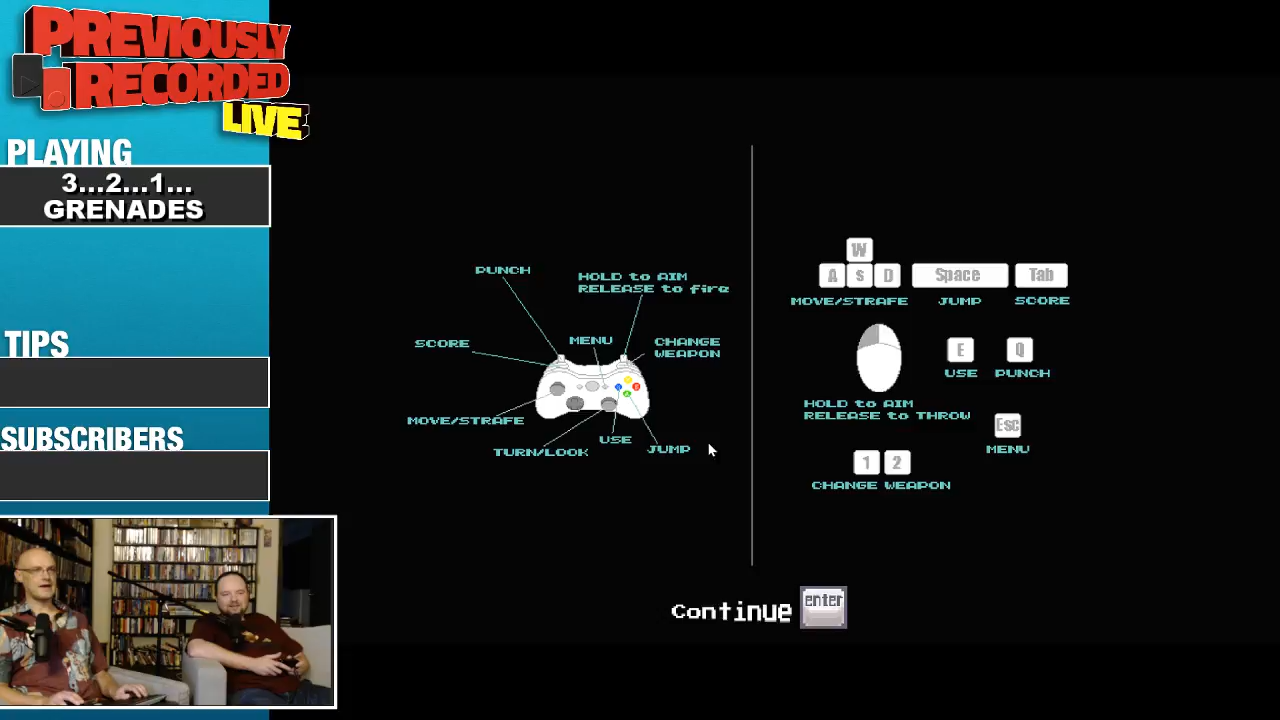 PREVIOUSLY
RECORDED
LIVE
PLAYING
3...2...1...
GRENADES
TIPS
SUBSCRIBERS
PUNCH
HOLD to AIM
RELEASE to fire
SCORE
MENU
CHANGE
WEAPON
MOVE/STRAFE
TURN/LOOK
USE
JUMP
W
A S D
Space
Tab
MOVE/STRAFE
JUMP
SCORE
E
Q
USE
PUNCH
HOLD to AIM
RELEASE to THROW
Esc
MENU
1 2
CHANGE WEAPON
Continue enter